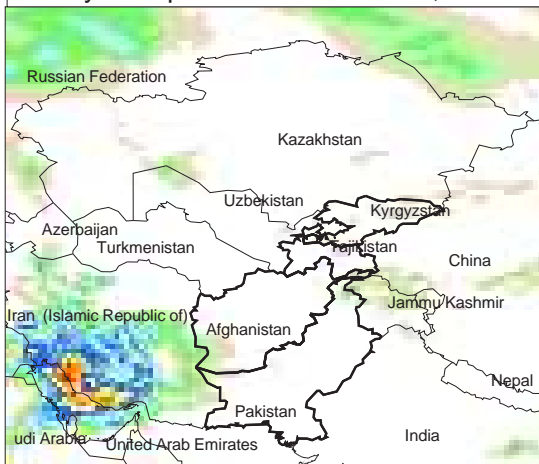 Russian Federation
Kazakhstan
Uzbekistan
Kyrgyzstan
Azerbaijan
Turkmenistan
Tajikistan
China
Jammu Kashmir
Iran (Islamic Republic of)
Afghanistan
Nepal
Pakistan
udi Arabia
United Arab Emirates
India